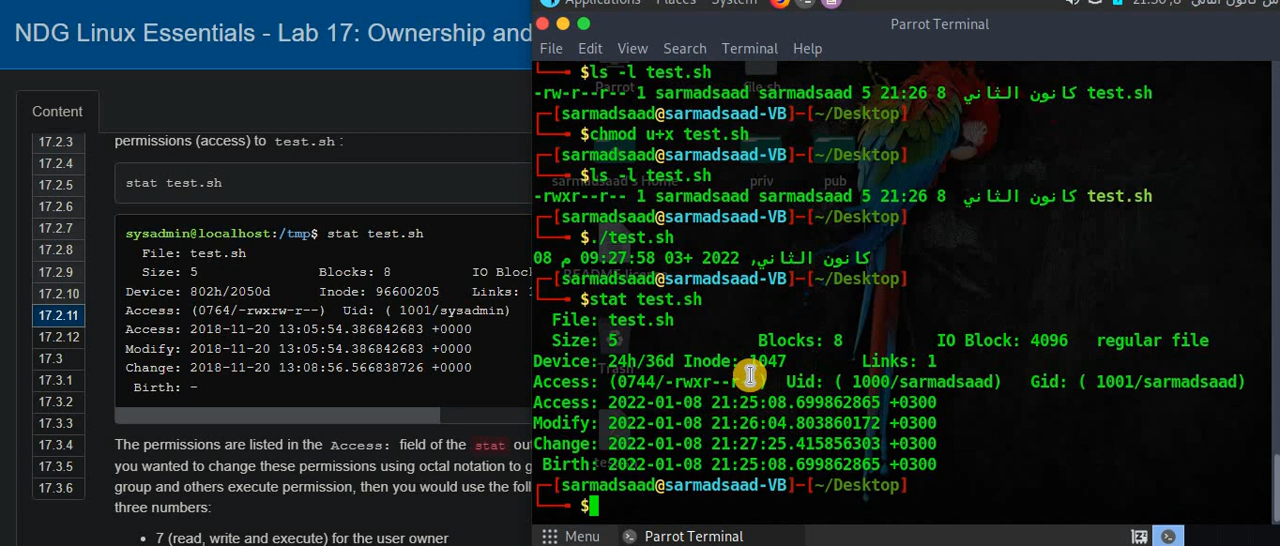 NDG Linux Essentials - Lab 17: Ownership and
Content
17.2.3
17.2.4
17.2.5
17.2.6
17.2.7
17.2.8
17.2.9
17.2.10
17.2.11
17.2.12
17.3
17.3.1
17.3.2
17.3.3
17.3.4
17.3.5
17.3.6
permissions (access) to test.sh:
stat test.sh
sysadmin@localhost:/tmp$ stat test.sh
File: test.sh
Size: 5 Blocks: 8 IO Bloc
Device: 802h/2050d Inode: 96600205 Links:
Access: (0764/-rwxrw-r--) Uid: ( 1001/sysadmin)
Access: 2018-11-20 13:05:54.386842683 +0000
Modify: 2018-11-20 13:05:54.386842683 +0000
Change: 2018-11-20 13:08:56.566838726 +0000
Birth: -
The permissions are listed in the Access: field of the stat out
you wanted to change these permissions using octal notation to g
group and others execute permission, then you would use the foll
three numbers:
• 7 (read, write and execute) for the user owner
Applications Places System
Parrot Terminal
File Edit View Search Terminal Help
$ls -l test.sh
-rw-r--r-- 1 sarmadsaad sarmadsaad 5 21:26 8 كانون الثاني test.sh
[sarmadsaad@sarmadsaad-VB]-[~/Desktop]
$chmod u+x test.sh
[sarmadsaad@sarmadsaad-VB]-[~/Desktop]
$ls -l test.sh
-rwxr--r-- 1 sarmadsaad sarmadsaad 5 21:26 8 كانون الثاني test.sh
[sarmadsaad@sarmadsaad-VB]-[~/Desktop]
$./test.sh
08 كانون الثاني, 2022 +03 09:27:58 م
[sarmadsaad@sarmadsaad-VB]-[~/Desktop]
$stat test.sh
File: test.sh
Size: 5 Blocks: 8 IO Block: 4096 regular file
Device: 24h/36d Inode: 1047 Links: 1
Access: (0744/-rwxr--r--) Uid: ( 1000/sarmadsaad) Gid: ( 1001/sarmadsaad)
Access: 2022-01-08 21:25:08.699862865 +0300
Modify: 2022-01-08 21:26:04.803860172 +0300
Change: 2022-01-08 21:27:25.415856303 +0300
Birth: 2022-01-08 21:25:08.699862865 +0300
[sarmadsaad@sarmadsaad-VB]-[~/Desktop]
$
Parrot
sarmadsaad's Home priv pub
Trash
Menu Parrot Terminal